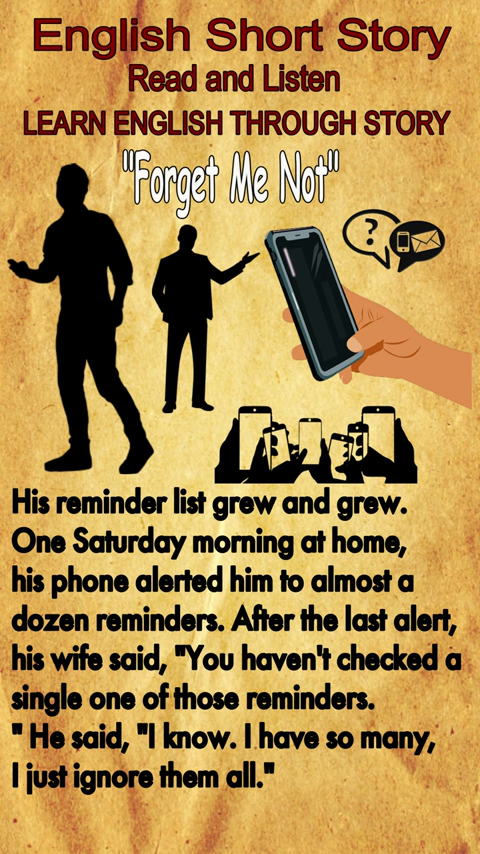 English Short Story
Read and Listen
LEARN ENGLISH THROUGH STORY
"Forget Me Not"
?
His reminder list grew and grew.
One Saturday morning at home,
his phone alerted him to almost a
dozen reminders. After the last alert,
his wife said, "You haven't checked a
single one of those reminders.
" He said, "I know. I have so many,
I just ignore them all."